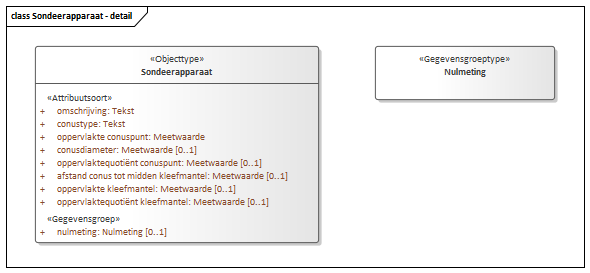 class Sondeerapparaat - detail
«Objecttype»
Sondeerapparaat
«Attribuutsoort»
+ omschrijving: Tekst
+ conustype: Tekst
+ oppervlakte conuspunt: Meetwaarde
+ conusdiameter: Meetwaarde [0..1]
+ oppervlaktequotiënt conuspunt: Meetwaarde [0..1]
+ afstand conus tot midden kleefmantel: Meetwaarde [0..1]
+ oppervlakte kleefmantel: Meetwaarde [0..1]
+ oppervlaktequotiënt kleefmantel: Meetwaarde [0..1]
«Gegevensgroep»
+ nulmeting: Nulmeting [0..1]
«Gegevensgroeptype»
Nulmeting